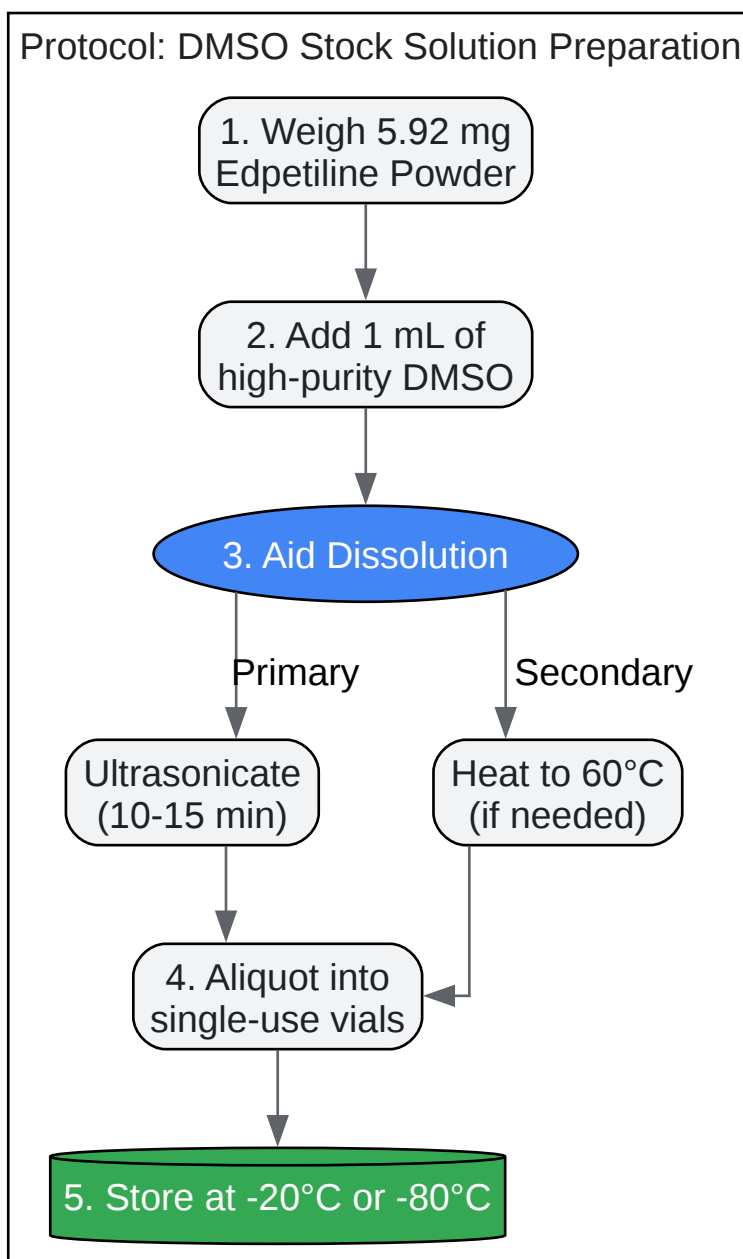 Protocol: DMSO Stock Solution Preparation
1. Weigh 5.92 mg
Edpetiline Powder
2. Add 1 mL of
high-purity DMSO
3. Aid Dissolution
Primary
Secondary
Ultrasonicate
(10-15 min)
Heat to 60°C
(if needed)
4. Aliquot into
single-use vials
5. Store at -20°C or -80°C